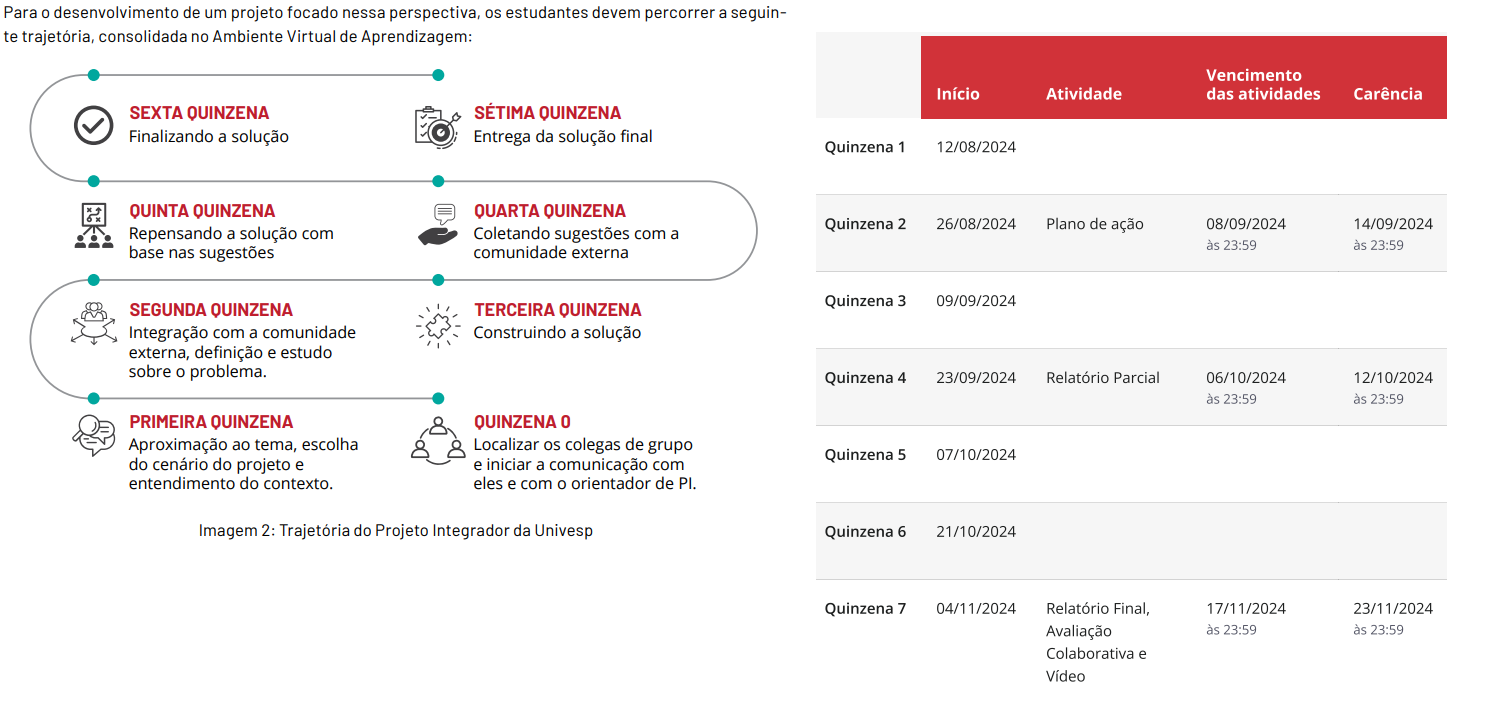 Para o desenvolvimento de um projeto focado nessa perspectiva, os estudantes devem percorrer a seguin-
te trajetória, consolidada no Ambiente Virtual de Aprendizagem:
SEXTA QUINZENA
Finalizando a solução
SÉTIMA QUINZENA
Entrega da solução final
QUINTA QUINZENA
Repensando a solução com
base nas sugestões
QUARTA QUINZENA
Coletando sugestões com a
comunidade externa
SEGUNDA QUINZENA
Integração com a comunidade
externa, definição e estudo
sobre o problema.
TERCEIRA QUINZENA
Construindo a solução
PRIMEIRA QUINZENA
Aproximação ao tema, escolha
do cenário do projeto e
entendimento do contexto.
QUINZENA 0
Localizar os colegas de grupo
e iniciar a comunicação com
eles e com o orientador de PI.
Imagem 2: Trajetória do Projeto Integrador da Univesp
Início Atividade Vencimento das atividades Carência
Quinzena 1 12/08/2024
Quinzena 2 26/08/2024 Plano de ação 08/09/2024 14/09/2024
às 23:59 às 23:59
Quinzena 3 09/09/2024
Quinzena 4 23/09/2024 Relatório Parcial 06/10/2024 12/10/2024
às 23:59 às 23:59
Quinzena 5 07/10/2024
Quinzena 6 21/10/2024
Quinzena 7 04/11/2024 Relatório Final, 17/11/2024 23/11/2024
Avaliação às 23:59 às 23:59
Colaborativa e
Vídeo